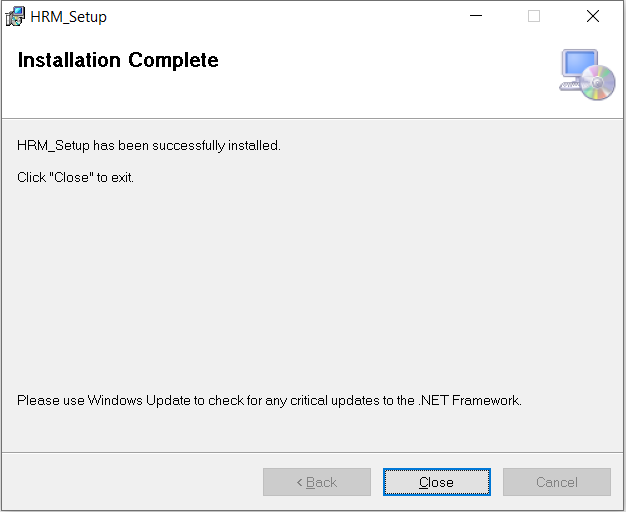 HRM_Setup
Installation Complete
HRM_Setup has been successfully installed.
Click "Close" to exit.
Please use Windows Update to check for any critical updates to the .NET Framework.
< Back
Close
Cancel